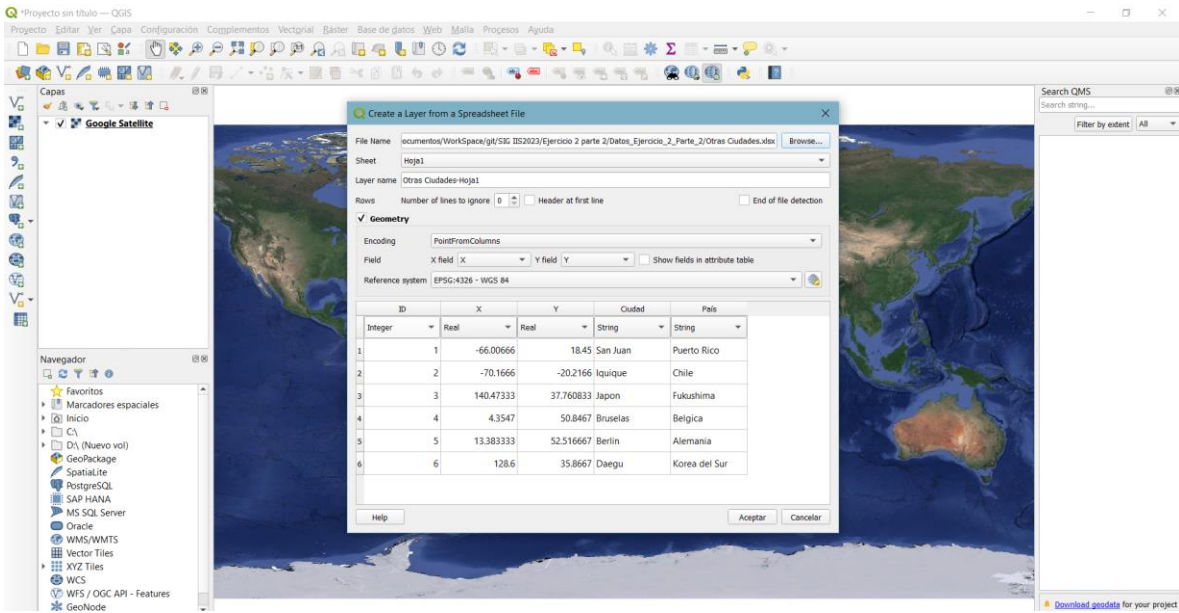 *Proyecto sin título — QGIS
Proyecto Editar Ver Capa Configuración Complementos Vectorial Ráster Base de datos Web Malla Procesos Ayuda
Capas
Google Satellite
Navegador
Favoritos
Marcadores espaciales
Inicio
C:\
D:\ (Nuevo vol)
GeoPackage
SpatiaLite
PostgreSQL
SAP HANA
MS SQL Server
Oracle
WMS/WMTS
Vector Tiles
XYZ Tiles
WCS
WFS / OGC API - Features
GeoNode
Create a Layer from a Spreadsheet File
File Name ocumentos/WorkSpace/git/SIG IIS2023/Ejercicio 2 parte 2/Datos_Ejercicio_2_Parte_2/Otras Ciudades.xlsx Browse...
Sheet Hoja1
Layer name Otras Ciudades-Hoja1
Rows Number of lines to ignore 0 Header at first line End of file detection
Geometry
Encoding PointFromColumns
Field X field X Y field Y Show fields in attribute table
Reference system EPSG:4326 - WGS 84
ID X Y Ciudad País
Integer Real Real String String
1 1 -66.00666 18.45 San Juan Puerto Rico
2 2 -70.1666 -20.2166 Iquique Chile
3 3 140.47333 37.760833 Japon Fukushima
4 4 4.3547 50.8467 Bruselas Belgica
5 5 13.383333 52.516667 Berlin Alemania
6 6 128.6 35.8667 Daegu Korea del Sur
Help Aceptar Cancelar
Search QMS
Search string...
Filter by extent All
Download geodata for your project